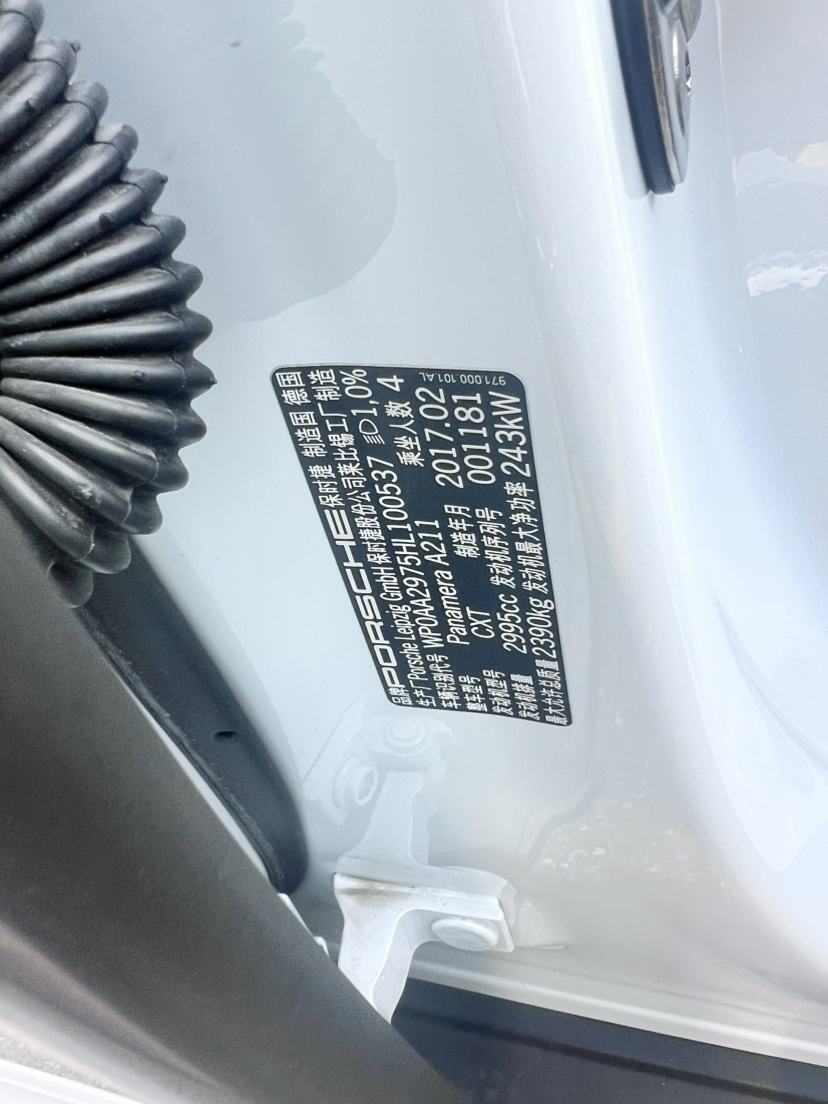 品牌 PORSCHE 保时捷 制造国 德国
生产厂 Porsche Leipzig GmbH 保时捷股份公司莱比锡工厂制造
车辆识别代号 WP0AA2975HL100537 1,0%
整车型号 Panamera A211 乘坐人数 4
发动机型号 CXT 制造年月 2017.02
发动机排量 2995cc 发动机序列号 001181
最大允许总质量 2390kg 发动机最大净功率 243kW
971.000.101.AL